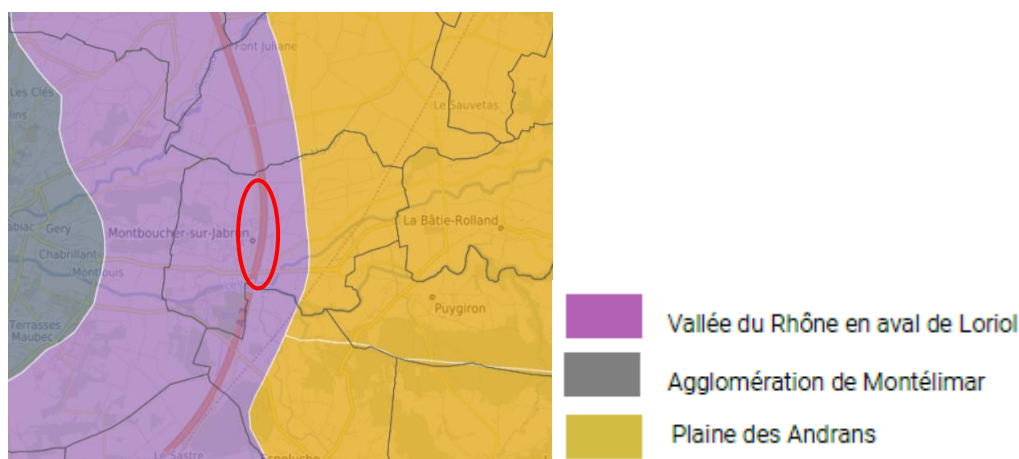 Font Juliane
Les Clés
Le Sauvetas
La Bâtie-Rolland
Gery
Montboucher-sur-Jabron
Chabrillant-
Montlouis
Puygiron
Terrasses
Maubec
Le Sastre
Espeluche
Vallée du Rhône en aval de Loriol
Agglomération de Montélimar
Plaine des Andrans